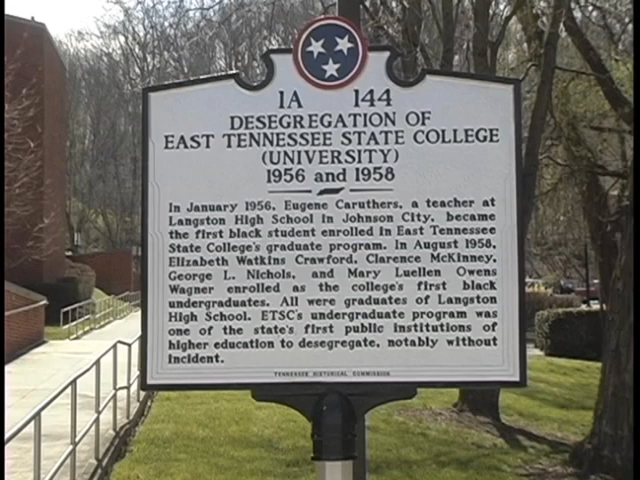 1A 144
DESEGREGATION OF
EAST TENNESSEE STATE COLLEGE
(UNIVERSITY)
1956 and 1958
In January 1956, Eugene Caruthers, a teacher at
Langston High School in Johnson City, became
the first black student enrolled in East Tennessee
State College's graduate program. In August 1958,
Elizabeth Watkins Crawford, Clarence McKinney,
George L. Nichols, and Mary Luellen Owens
Wagner enrolled as the college's first black
undergraduates. All were graduates of Langston
High School. ETSC's undergraduate program was
one of the state's first public institutions of
higher education to desegregate, notably without
incident.
TENNESSEE HISTORICAL COMMISSION